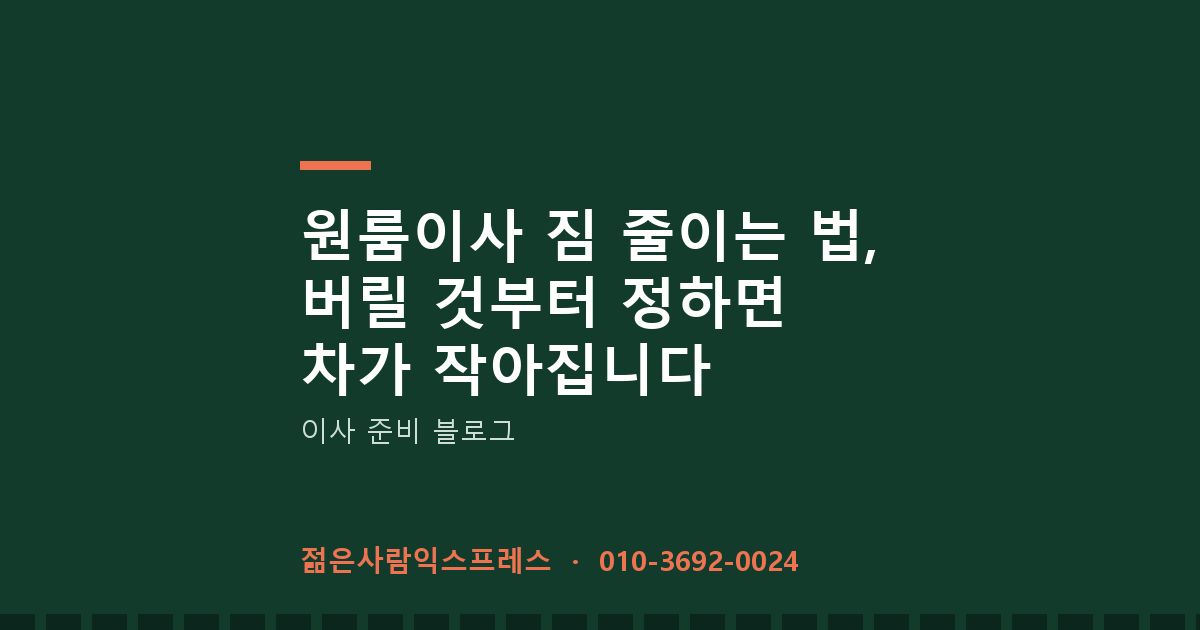 원룸이사 짐 줄이는 법,
버릴 것부터 정하면
차가 작아집니다
이사 준비 블로그
젊은사람익스프레스 · 010-3692-0024